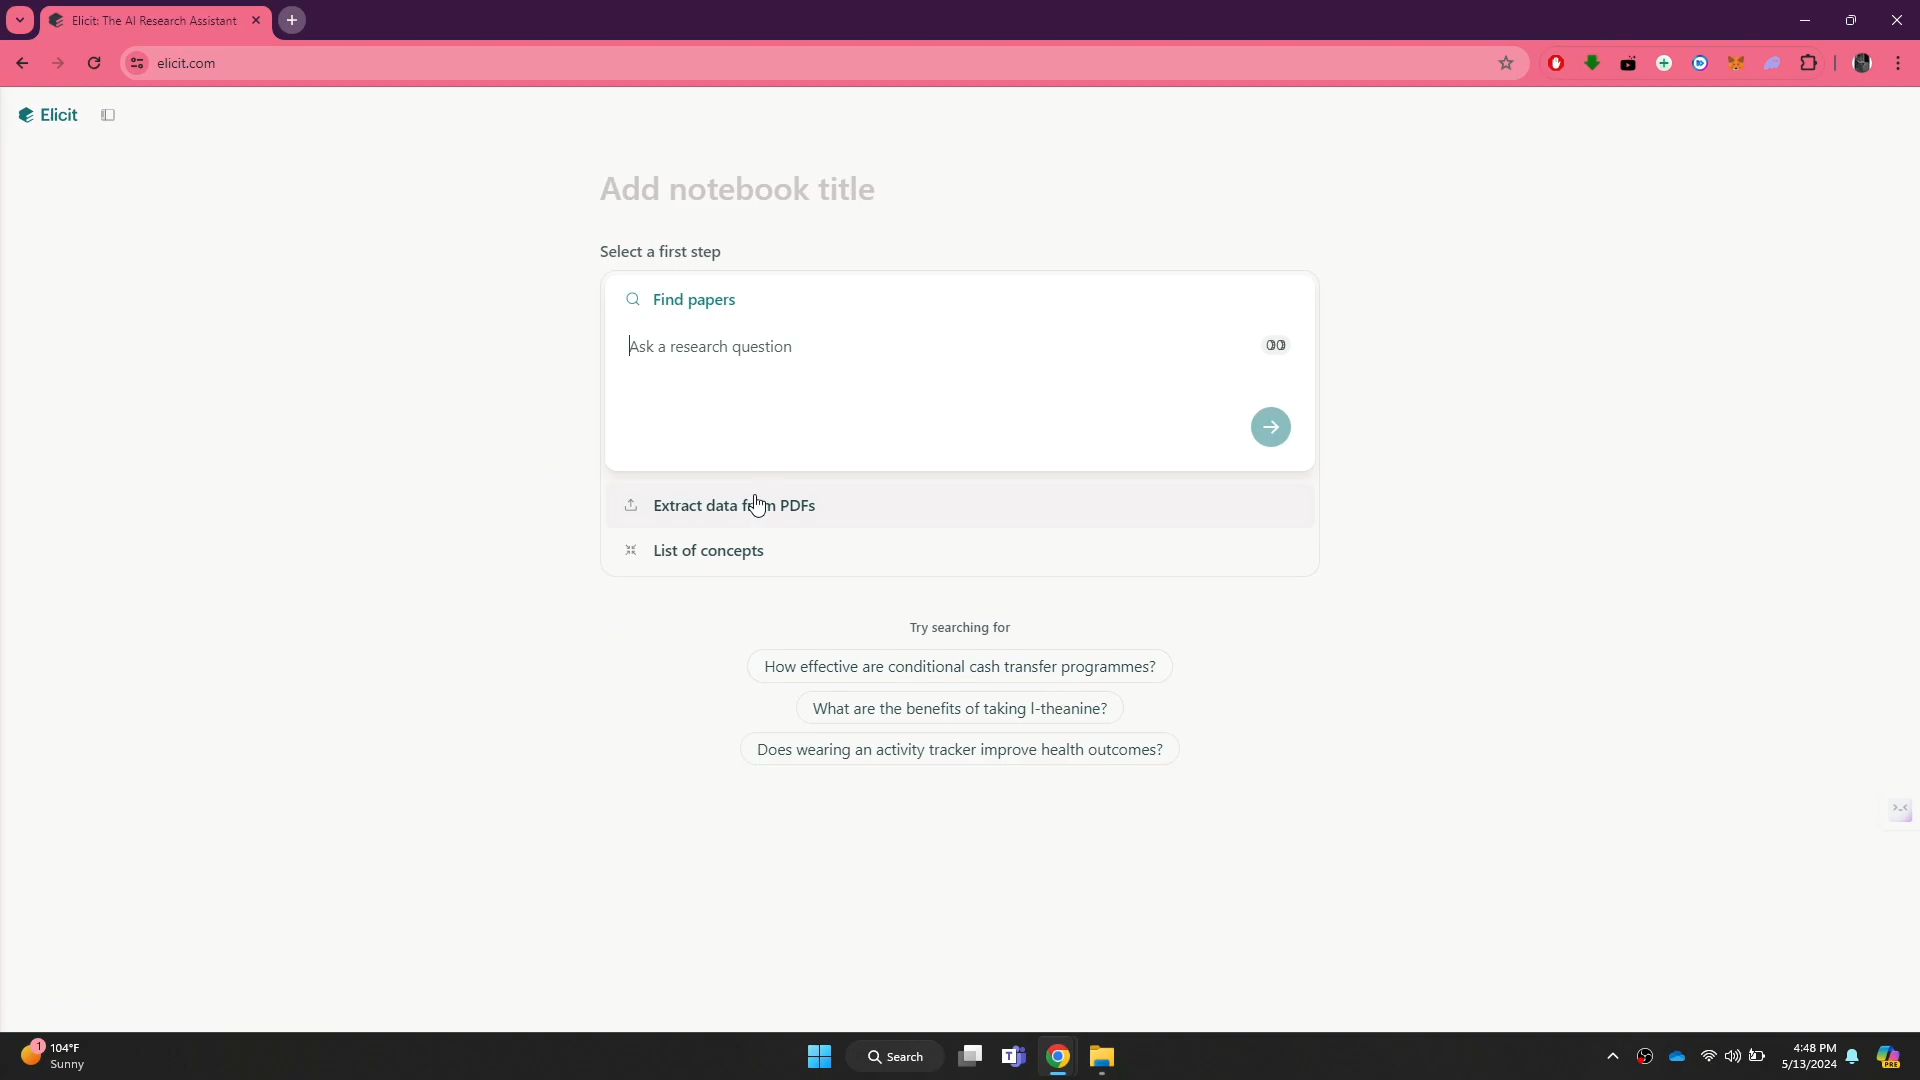 Elicit: The AI Research Assistant
elicit.com
Elicit
Add notebook title
Select a first step
Find papers
Ask a research question
Extract data from PDFs
List of concepts
Try searching for
How effective are conditional cash transfer programmes?
What are the benefits of taking l-theanine?
Does wearing an activity tracker improve health outcomes?
1
104°F
Sunny
Search
4:48 PM
5/13/2024
PRE